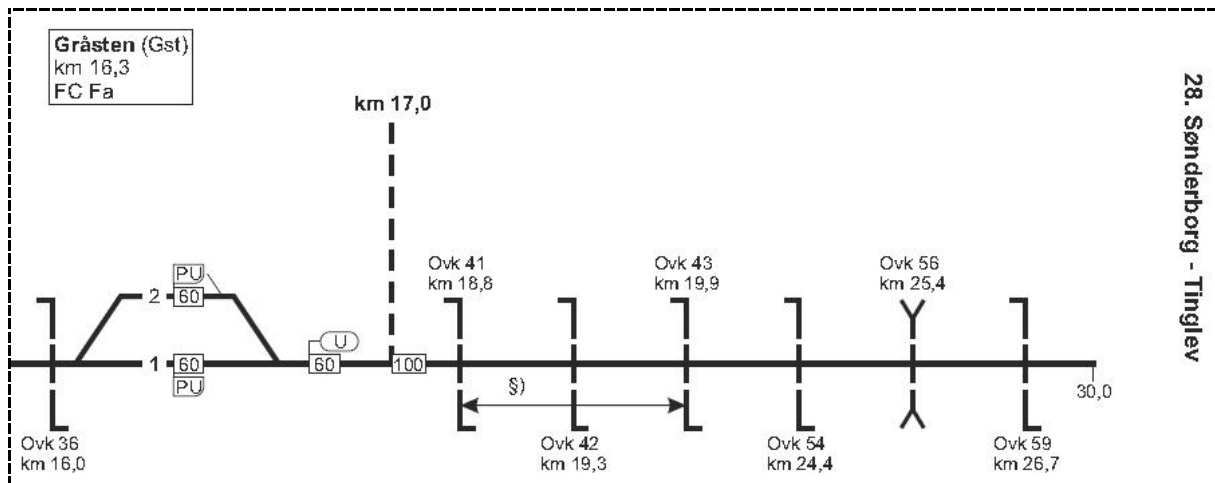 Gråsten (Gst)
km 16,3
FC Fa
km 17,0
28. Sønderborg - Tinglev
Ovk 41
km 18,8
Ovk 43
km 19,9
Ovk 56
km 25,4
PU
2 60
U
1 60
60
100
PU
§)
30,0
Ovk 36
km 16,0
Ovk 42
km 19,3
Ovk 54
km 24,4
Ovk 59
km 26,7